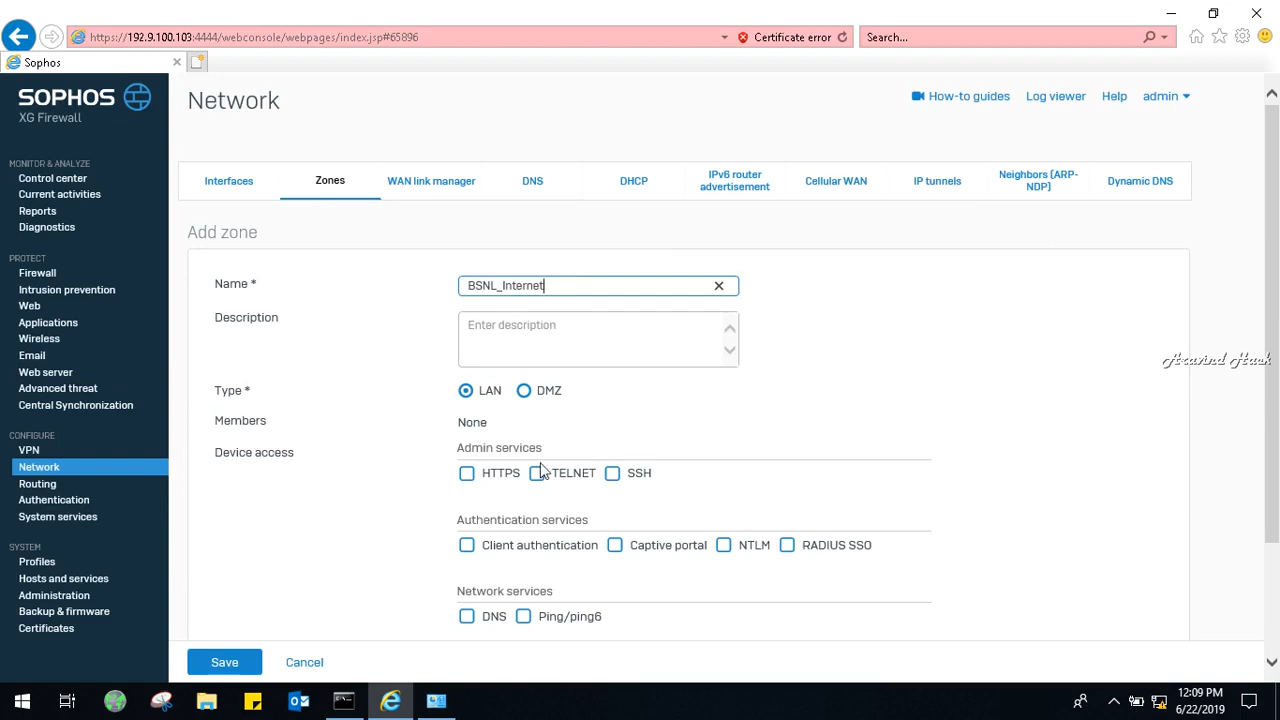 https://192.9.100.103:4444/webconsole/webpages/index.jsp#65896
Certificate error
Search...
Sophos
SOPHOS
XG Firewall
Network
How-to guides
Log viewer
Help
admin
MONITOR & ANALYZE
Control center
Current activities
Reports
Diagnostics
PROTECT
Firewall
Intrusion prevention
Web
Applications
Wireless
Email
Web server
Advanced threat
Central Synchronization
CONFIGURE
VPN
Network
Routing
Authentication
System services
SYSTEM
Profiles
Hosts and services
Administration
Backup & firmware
Certificates
Interfaces
Zones
WAN link manager
DNS
DHCP
IPv6 router
advertisement
Cellular WAN
IP tunnels
Neighbors (ARP-
NDP)
Dynamic DNS
Add zone
Name *
BSNL_Internet
Description
Enter description
Type *
LAN
DMZ
Members
None
Device access
Admin services
HTTPS
TELNET
SSH
Authentication services
Client authentication
Captive portal
NTLM
RADIUS SSO
Network services
DNS
Ping/ping6
Save
Cancel
Aravind Hack
12:09 PM
6/22/2019